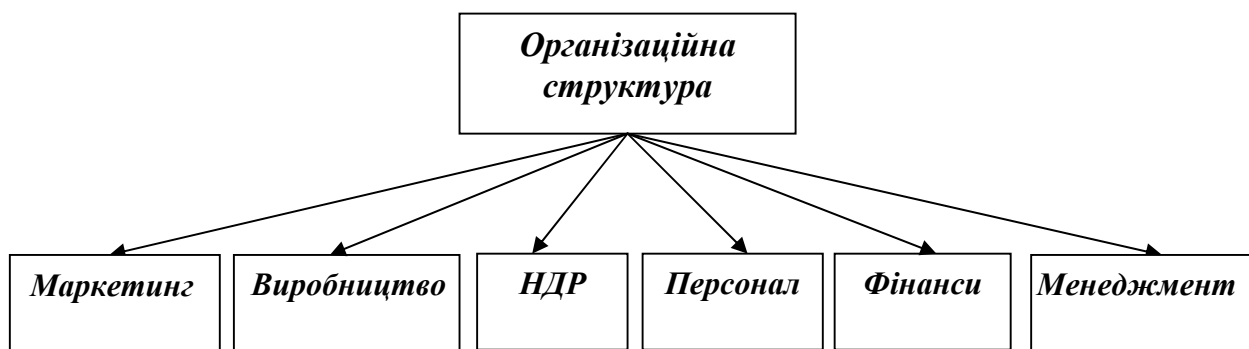 Організаційна
структура
Маркетинг
Виробництво
НДР
Персонал
Фінанси
Менеджмент